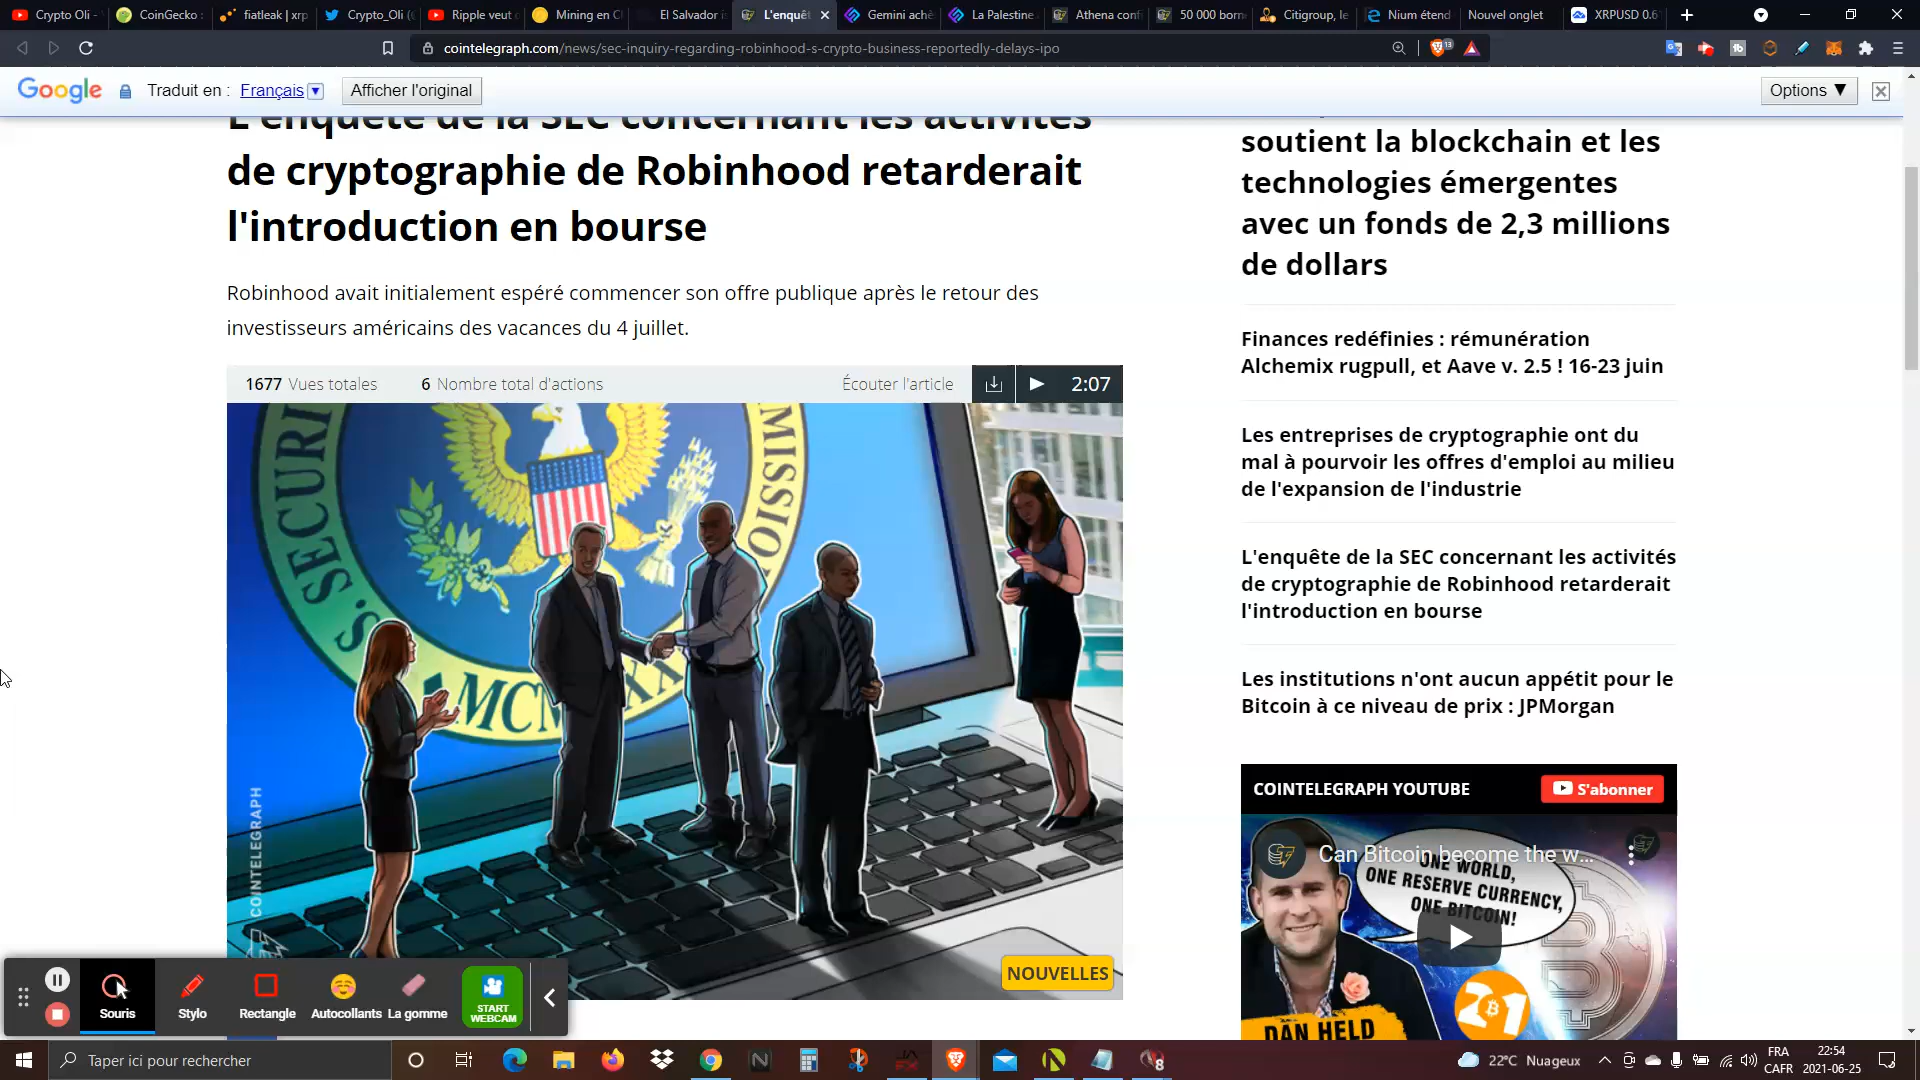 Crypto Oli -
CoinGecko :
fiatleak | xrp
Crypto_Oli (
Ripple veut
Mining en C
El Salvador
L'enquêt
Gemini achè
La Palestine
Athena conf
50 000 born
Citigroup, le
Nium étend
Nouvel onglet
XRPUSD 0.6
cointelegraph.com/news/sec-inquiry-regarding-robinhood-s-crypto-business-reportedly-delays-ipo
13
Google
Traduit en :
Français
Afficher l'original
Options ▼
L'enquête de la SEC concernant les activités
de cryptographie de Robinhood retarderait
l'introduction en bourse
Robinhood avait initialement espéré commencer son offre publique après le retour des
investisseurs américains des vacances du 4 juillet.
1677 Vues totales
6 Nombre total d'actions
Écouter l'article
2:07
SECURI
MISSION
S.
MCM
XXX
COINTELEGRAPH
NOUVELLES
soutient la blockchain et les
technologies émergentes
avec un fonds de 2,3 millions
de dollars
Finances redéfinies : rémunération
Alchemix rugpull, et Aave v. 2.5 ! 16-23 juin
Les entreprises de cryptographie ont du
mal à pourvoir les offres d'emploi au milieu
de l'expansion de l'industrie
L'enquête de la SEC concernant les activités
de cryptographie de Robinhood retarderait
l'introduction en bourse
Les institutions n'ont aucun appétit pour le
Bitcoin à ce niveau de prix : JPMorgan
COINTELEGRAPH YOUTUBE
S'abonner
Can Bitcoin become the w...
ONE WORLD,
ONE RESERVE CURRENCY,
ONE BITCOIN!
DAN HELD
21
Souris
Stylo
Rectangle
Autocollants
La gomme
START
WEBCAM
Taper ici pour rechercher
22°C Nuageux
FRA
CAFR
22:54
2021-06-25